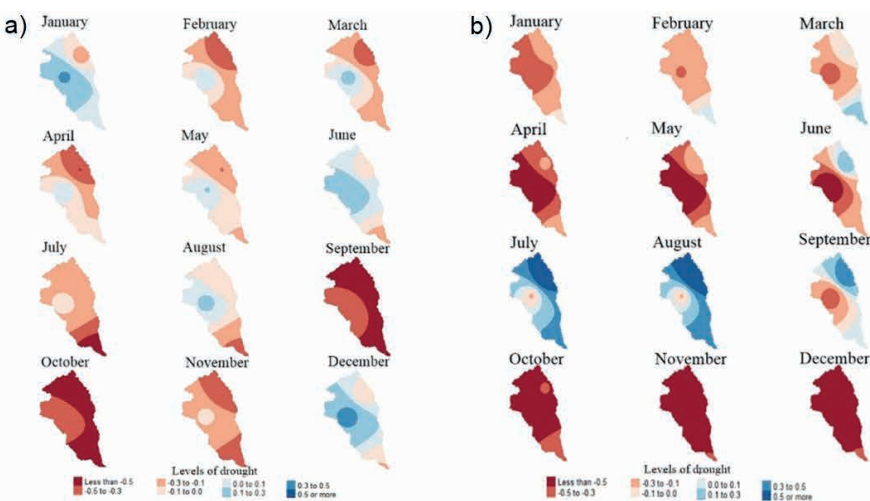 a)
January
February
March
April
May
June
July
August
September
October
November
December
Levels of drought
Less than -0.5
-0.5 to -0.3
-0.3 to -0.1
-0.1 to 0.0
0.0 to 0.1
0.1 to 0.3
0.3 to 0.5
0.5 or more
b)
January
February
March
April
May
June
July
August
September
October
November
December
Levels of drought
Less than -0.5
-0.5 to -0.3
-0.3 to -0.1
-0.1 to 0.0
0.0 to 0.1
0.1 to 0.3
0.3 to 0.5
0.5 or more